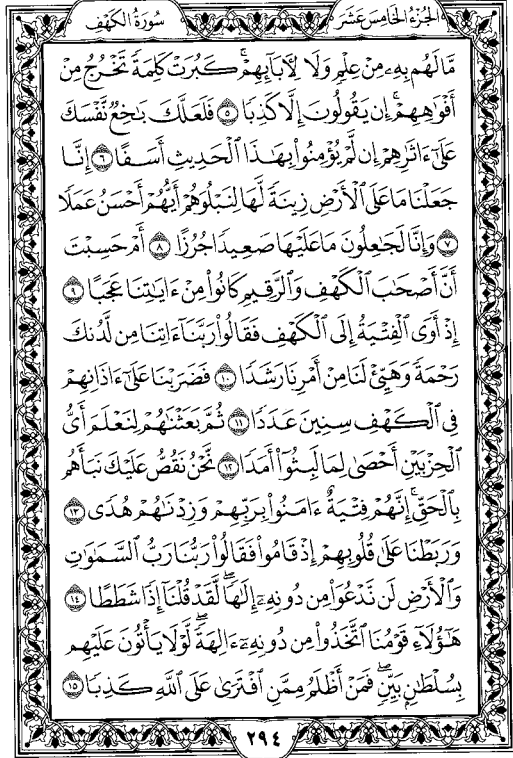 الجزء الخامس عشر
سورة الكهف
مَّا لَهُم بِهِۦ مِنْ عِلْمٍ وَلَا لِأَبَآئِهِمْ ۚ كَبُرَتْ كَلِمَةً تَخْرُجُ مِنْ
أَفْوَٰهِهِمْ ۚ إِن يَقُولُونَ إِلَّا كَذِبًا ۝٥ فَلَعَلَّكَ بَٰخِعٌ نَّفْسَكَ
عَلَىٰٓ ءَاثَٰرِهِمْ إِن لَّمْ يُؤْمِنُوا۟ بِهَٰذَا ٱلْحَدِيثِ أَسَفًا ۝٦ إِنَّا
جَعَلْنَا مَا عَلَى ٱلْأَرْضِ زِينَةً لَّهَا لِنَبْلُوَهُمْ أَيُّهُمْ أَحْسَنُ عَمَلًا
۝٧ وَإِنَّا لَجَٰعِلُونَ مَا عَلَيْهَا صَعِيدًا جُرُزًا ۝٨ أَمْ حَسِبْتَ
أَنَّ أَصْحَٰبَ ٱلْكَهْفِ وَٱلرَّقِيمِ كَانُوا۟ مِنْ ءَايَٰتِنَا عَجَبًا ۝٩
إِذْ أَوَى ٱلْفِتْيَةُ إِلَى ٱلْكَهْفِ فَقَالُوا۟ رَبَّنَآ ءَاتِنَا مِن لَّدُنكَ
رَحْمَةً وَهَيِّئْ لَنَا مِنْ أَمْرِنَا رَشَدًا ۝١٠ فَضَرَبْنَا عَلَىٰٓ ءَاذَانِهِمْ
فِى ٱلْكَهْفِ سِنِينَ عَدَدًا ۝١١ ثُمَّ بَعَثْنَٰهُمْ لِنَعْلَمَ أَىُّ
ٱلْحِزْبَيْنِ أَحْصَىٰ لِمَا لَبِثُوٓا۟ أَمَدًا ۝١٢ نَّحْنُ نَقُصُّ عَلَيْكَ نَبَأَهُم
بِٱلْحَقِّ ۚ إِنَّهُمْ فِتْيَةٌ ءَامَنُوا۟ بِرَبِّهِمْ وَزِدْنَٰهُمْ هُدًى ۝١٣
وَرَبَطْنَا عَلَىٰ قُلُوبِهِمْ إِذْ قَامُوا۟ فَقَالُوا۟ رَبُّنَا رَبُّ ٱلسَّمَٰوَٰتِ
وَٱلْأَرْضِ لَن نَّدْعُوَا۟ مِن دُونِهِۦٓ إِلَٰهًا ۖ لَّقَدْ قُلْنَآ إِذًا شَطَطًا ۝١٤
هَٰٓؤُلَآءِ قَوْمُنَا ٱتَّخَذُوا۟ مِن دُونِهِۦٓ ءَالِهَةً ۖ لَّوْلَا يَأْتُونَ عَلَيْهِم
بِسُلْطَٰنٍۭ بَيِّنٍ ۖ فَمَنْ أَظْلَمُ مِمَّنِ ٱفْتَرَىٰ عَلَى ٱللَّهِ كَذِبًا ۝١٥
٢٩٤